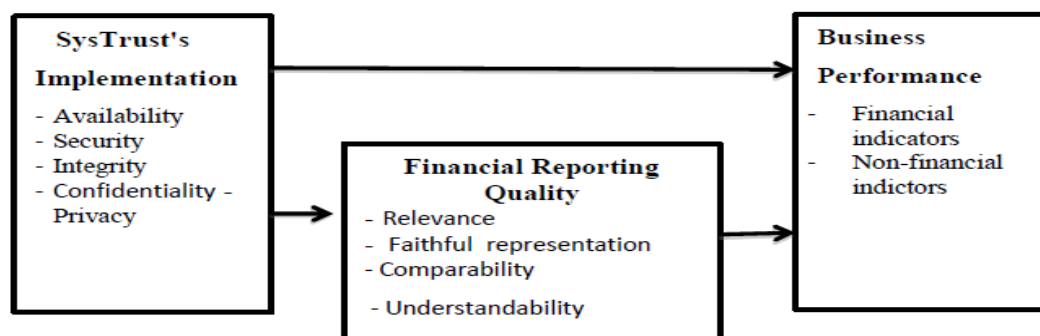 SysTrust's
Implementation
- Availability
- Security
- Integrity
- Confidentiality -
Privacy
Financial Reporting
Quality
- Relevance
- Faithful representation
- Comparability
- Understandability
Business
Performance
- Financial
indicators
- Non-financial
indictors